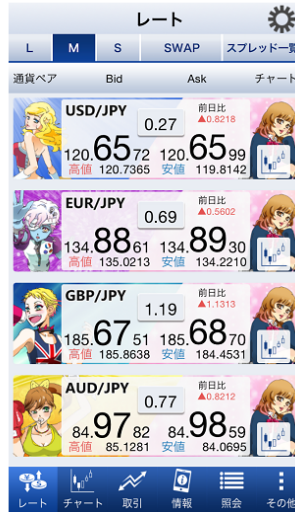 レート
L M S SWAP スプレッド一覧
通貨ペア Bid Ask チャート
USD/JPY 0.27 前日比
▲0.8218
120.6572 120.6599
高値 120.7365 安値 119.8142
EUR/JPY 0.69 前日比
▲0.5602
134.8861 134.8930
高値 135.0213 安値 134.2210
GBP/JPY 1.19 前日比
▲1.1313
185.6751 185.6870
高値 185.8638 安値 184.4531
AUD/JPY 0.77 前日比
▲0.8212
84.9782 84.9859
高値 85.1281 安値 84.0695
レート チャート 取引 情報 照会 その他